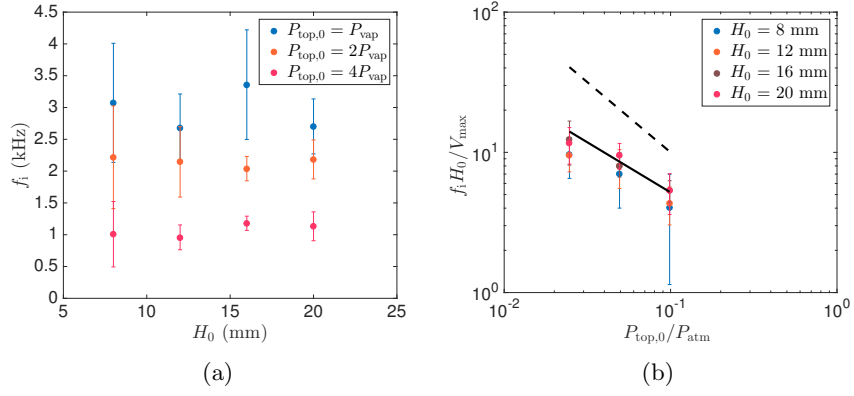 5
4.5
4
3.5
3
2.5
2
1.5
1
0.5
0
f_i (kHz)
P_top,0 = P_vap
P_top,0 = 2P_vap
P_top,0 = 4P_vap
5 10 15 20 25
H_0 (mm)
(a)
10^2
10^1
10^0
f_i H_0/V_max
H_0 = 8 mm
H_0 = 12 mm
H_0 = 16 mm
H_0 = 20 mm
10^-2 10^-1 10^0
P_top,0/P_atm
(b)